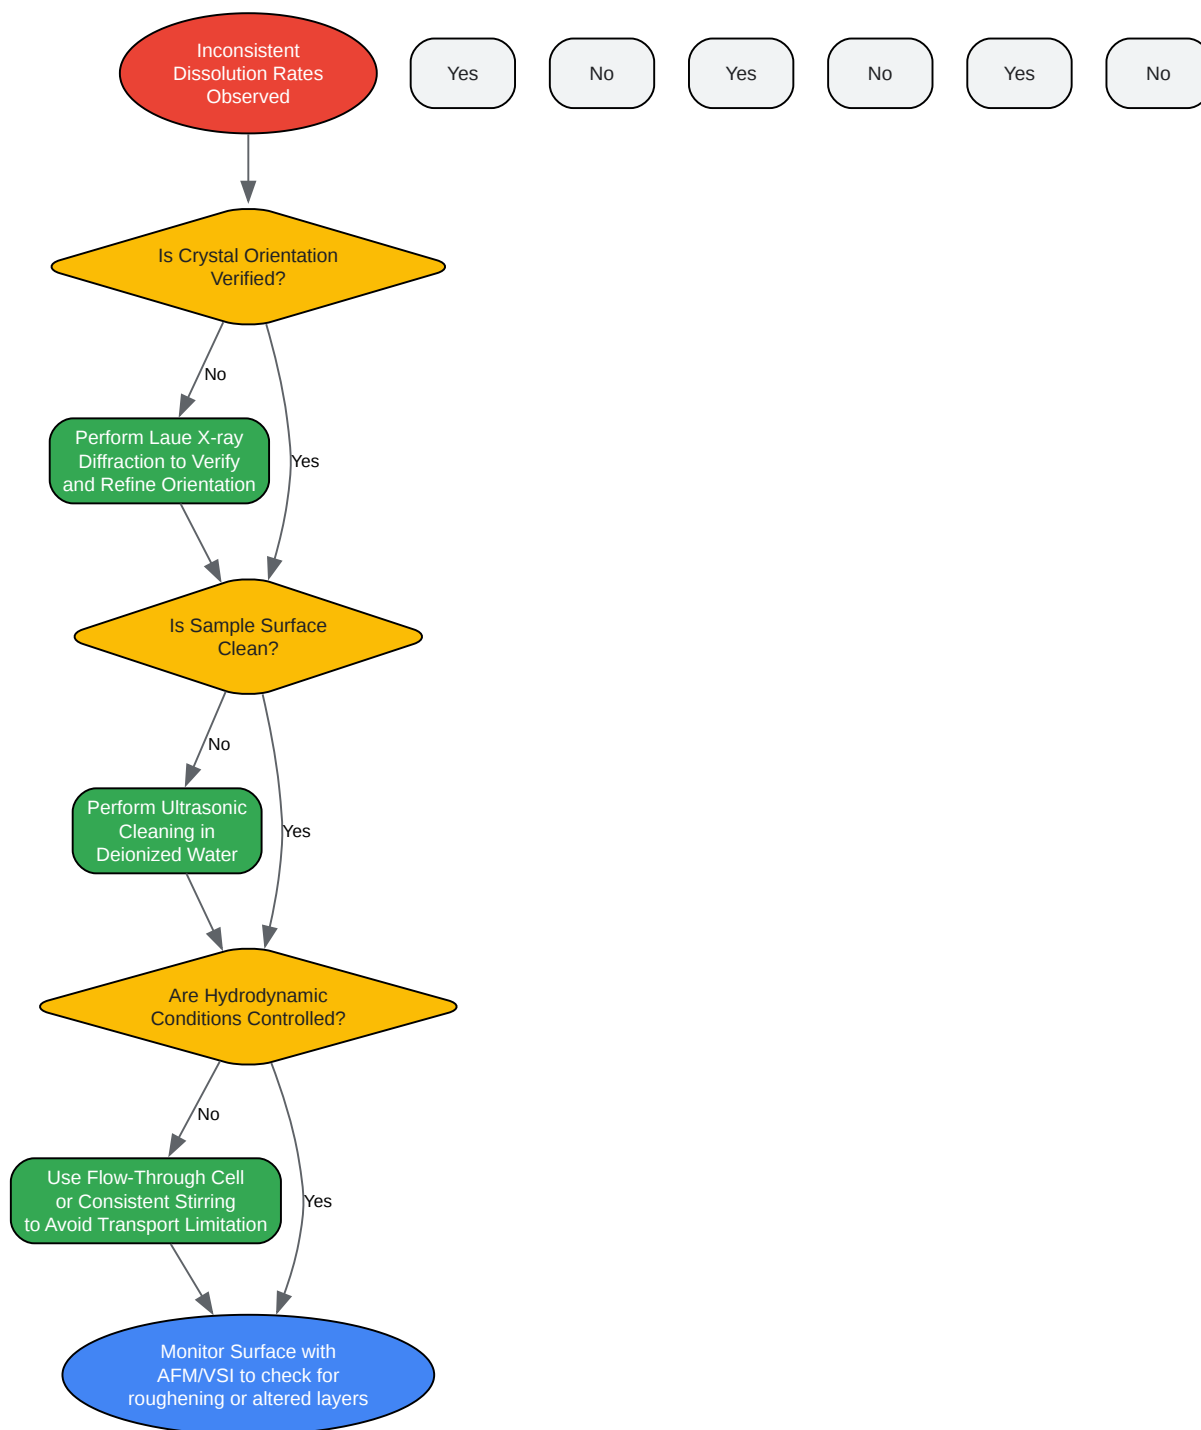 Inconsistent
Dissolution Rates
Observed
Yes
No
Yes
No
Yes
No
Is Crystal Orientation
Verified?
No
Perform Laue X-ray
Diffraction to Verify
and Refine Orientation
Yes
Is Sample Surface
Clean?
No
Perform Ultrasonic
Cleaning in
Deionized Water
Yes
Are Hydrodynamic
Conditions Controlled?
No
Use Flow-Through Cell
or Consistent Stirring
to Avoid Transport Limitation
Yes
Monitor Surface with
AFM/VSI to check for
roughening or altered layers